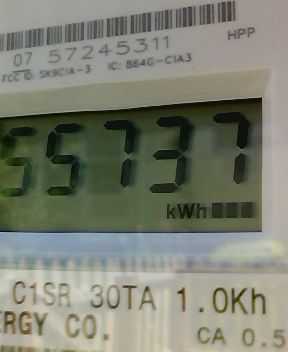 07 57245311
HPP
FCC ID: SK9C1A-3 IC: 864G-C1A3
55737
kWh
C1SR 30TA 1.0Kh
ERGY CO.
CA 0.5